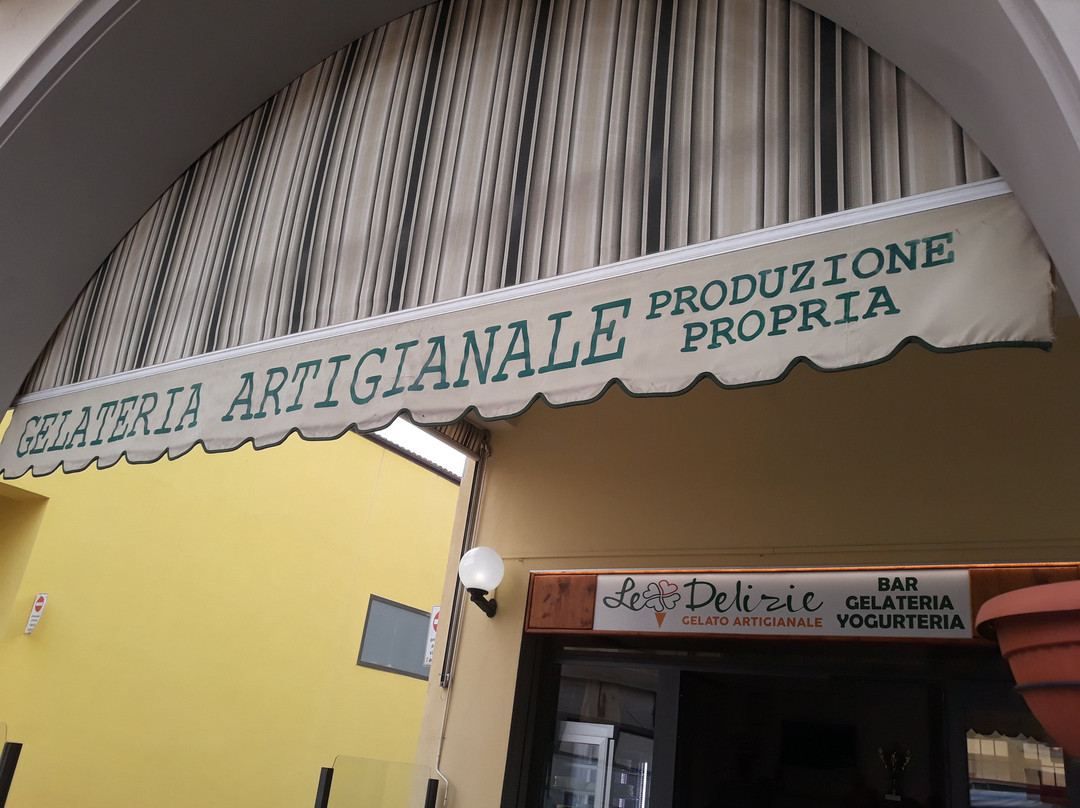 GELATERIA ARTIGIANALE PRODUZIONE
PROPRIA
Le Delizie
GELATO ARTIGIANALE
BAR
GELATERIA
YOGURTERIA